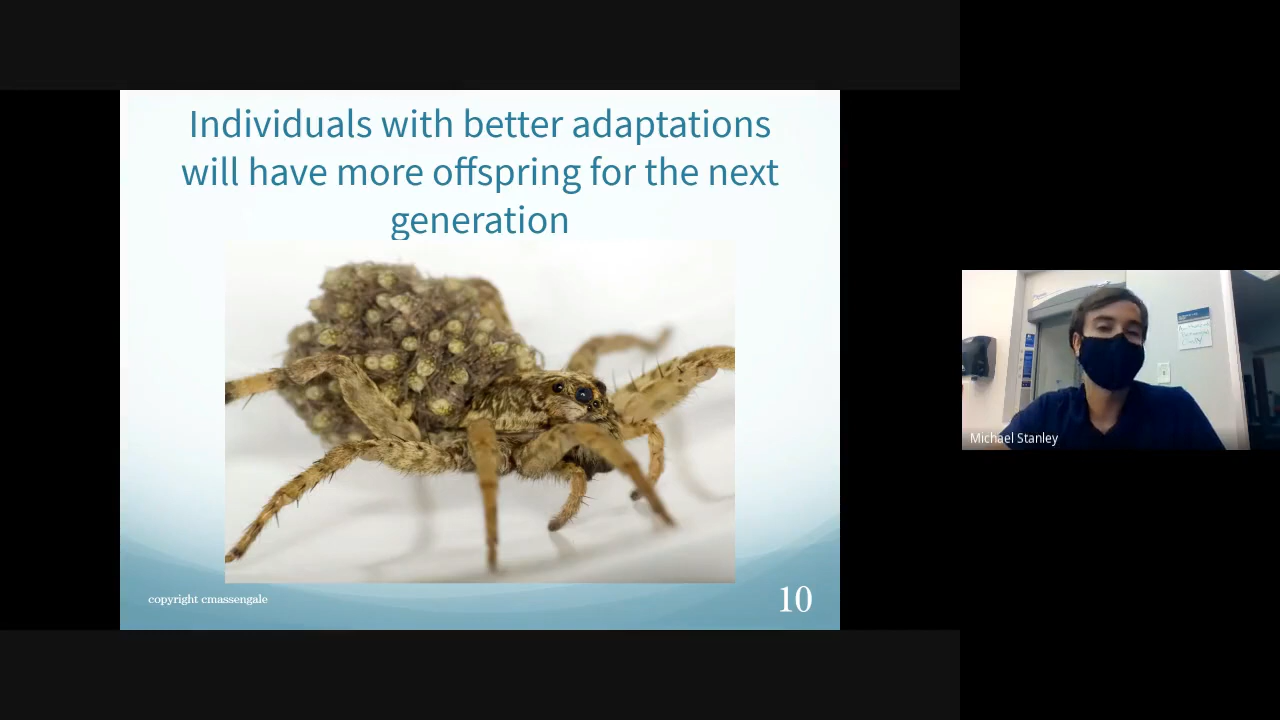 Individuals with better adaptations
will have more offspring for the next
generation
copyright cmassengale
10
Michael Stanley